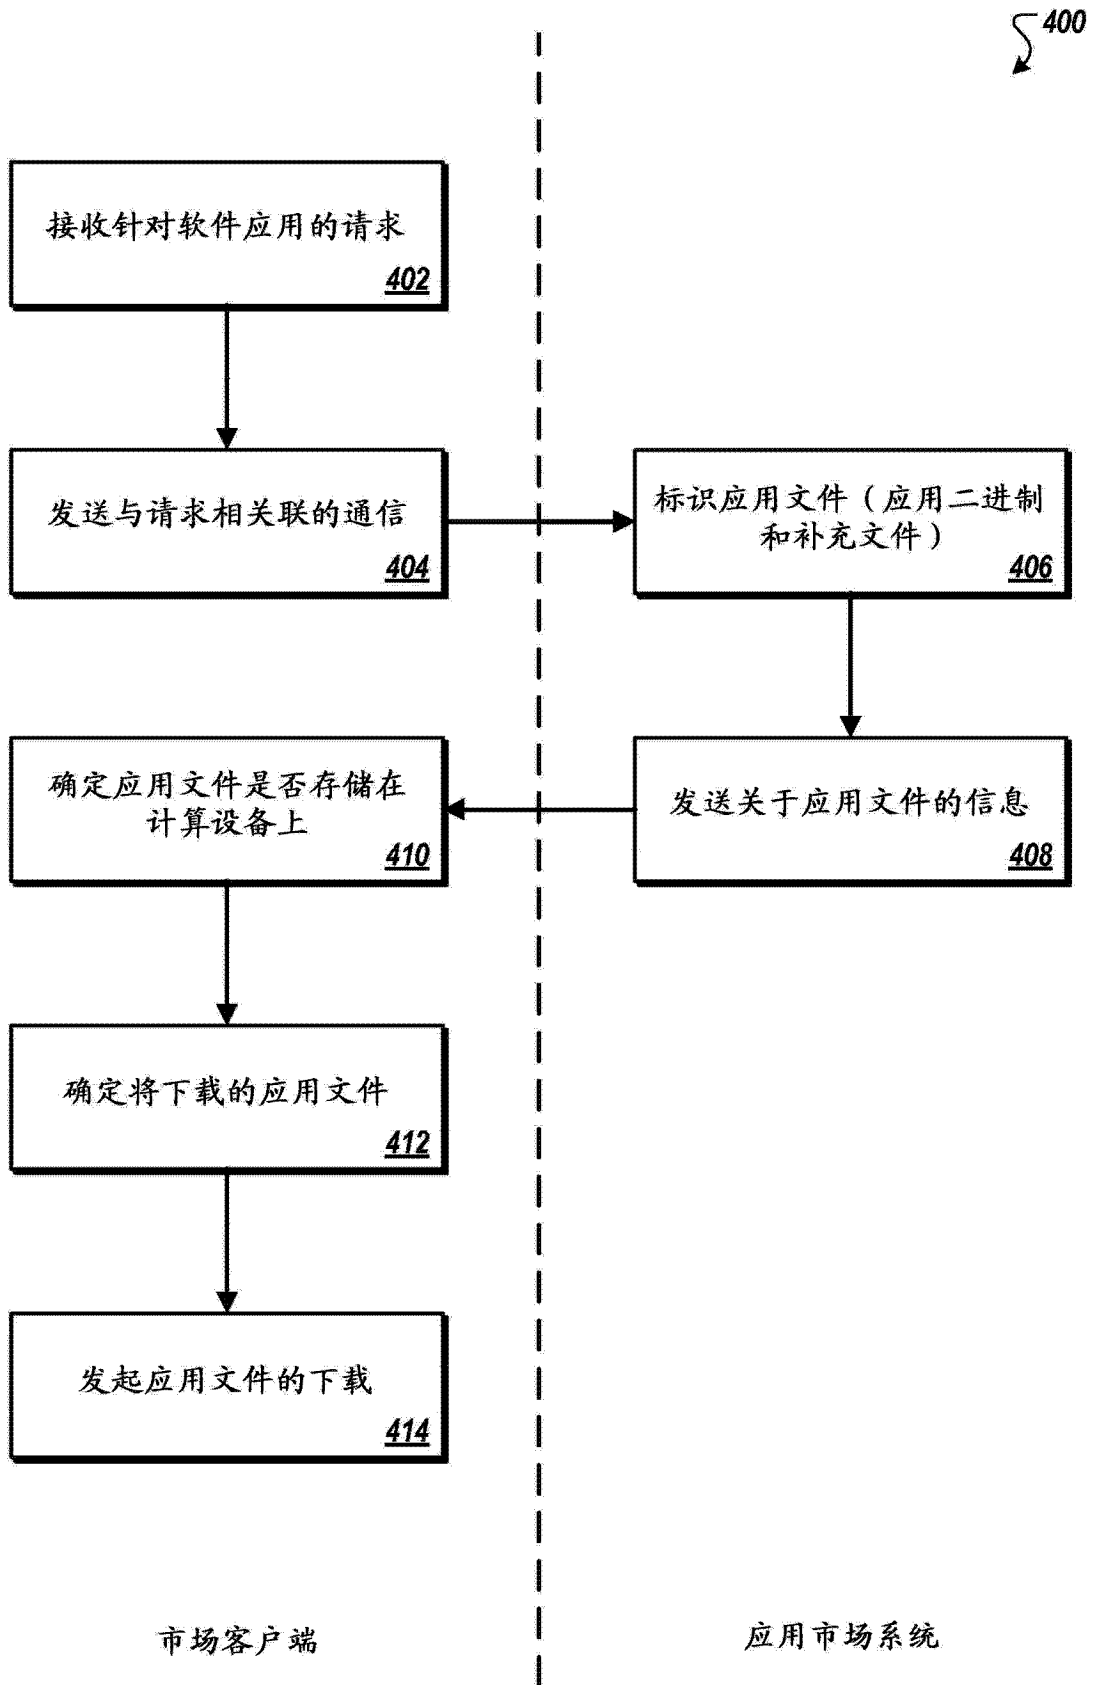 400
接收针对软件应用的请求
402
发送与请求相关联的通信
404
标识应用文件（应用二进制
和补充文件）
406
发送关于应用文件的信息
408
确定应用文件是否存储在
计算设备上
410
确定将下载的应用文件
412
发起应用文件的下载
414
市场客户端
应用市场系统